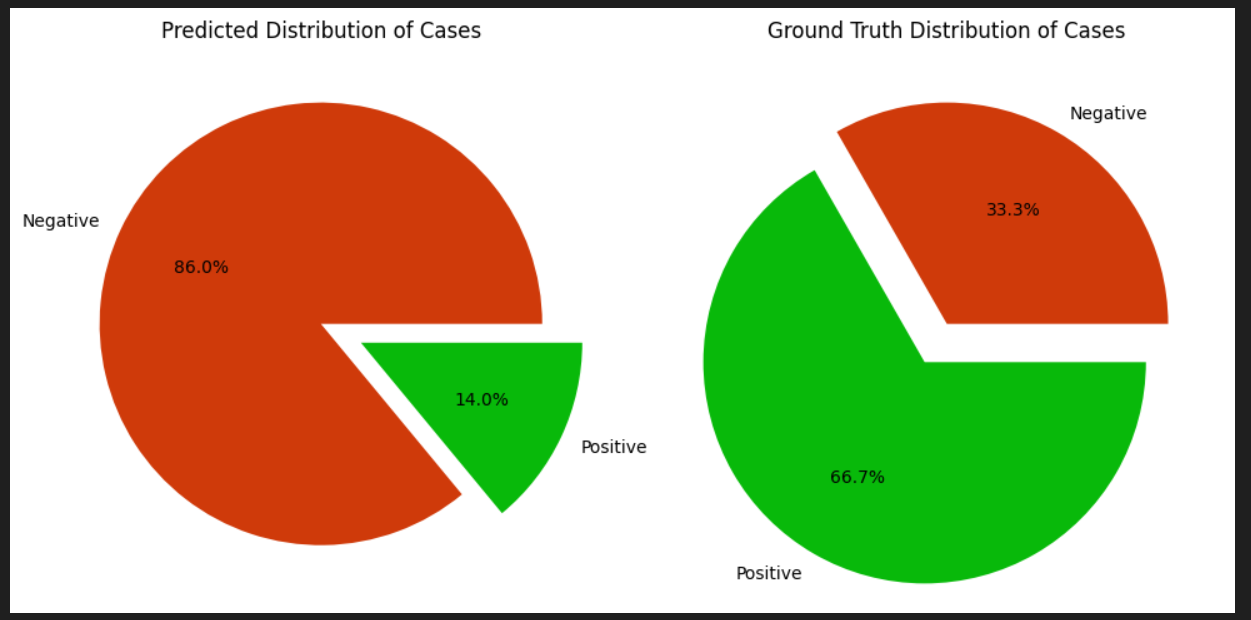 Predicted Distribution of Cases
Negative
86.0%
14.0%
Positive
Ground Truth Distribution of Cases
Negative
33.3%
66.7%
Positive